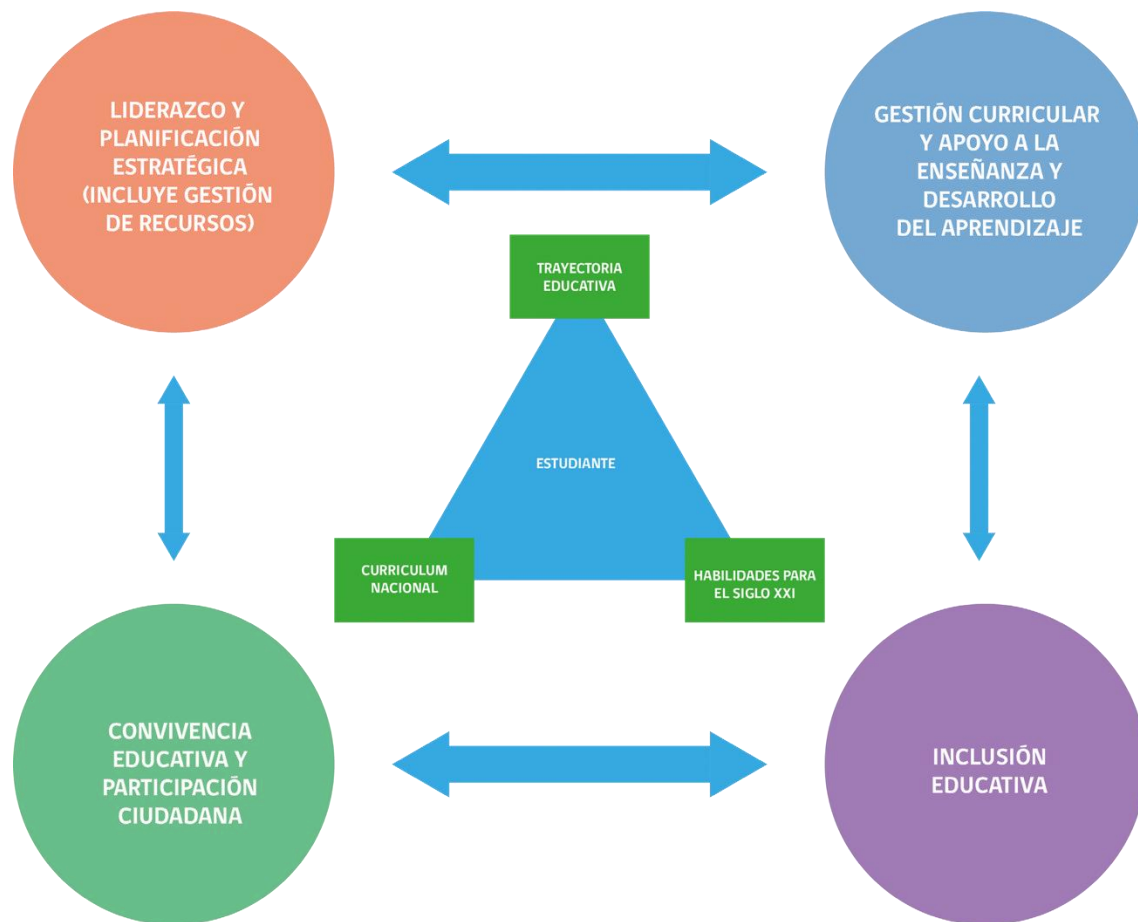 LIDERAZCO Y
PLANIFICACIÓN
ESTRATÉGICA
(INCLUYE GESTIÓN
DE RECURSOS)
GESTIÓN CURRICULAR
Y APOYO A LA
ENSEÑANZA Y
DESARROLLO
DEL APRENDIZAJE
TRAYECTORIA
EDUCATIVA
ESTUDIANTE
CURRICULUM
NACIONAL
HABILIDADES PARA
EL SIGLO XXI
CONVIVENCIA
EDUCATIVA Y
PARTICIPACIÓN
CIUDADANA
INCLUSIÓN
EDUCATIVA